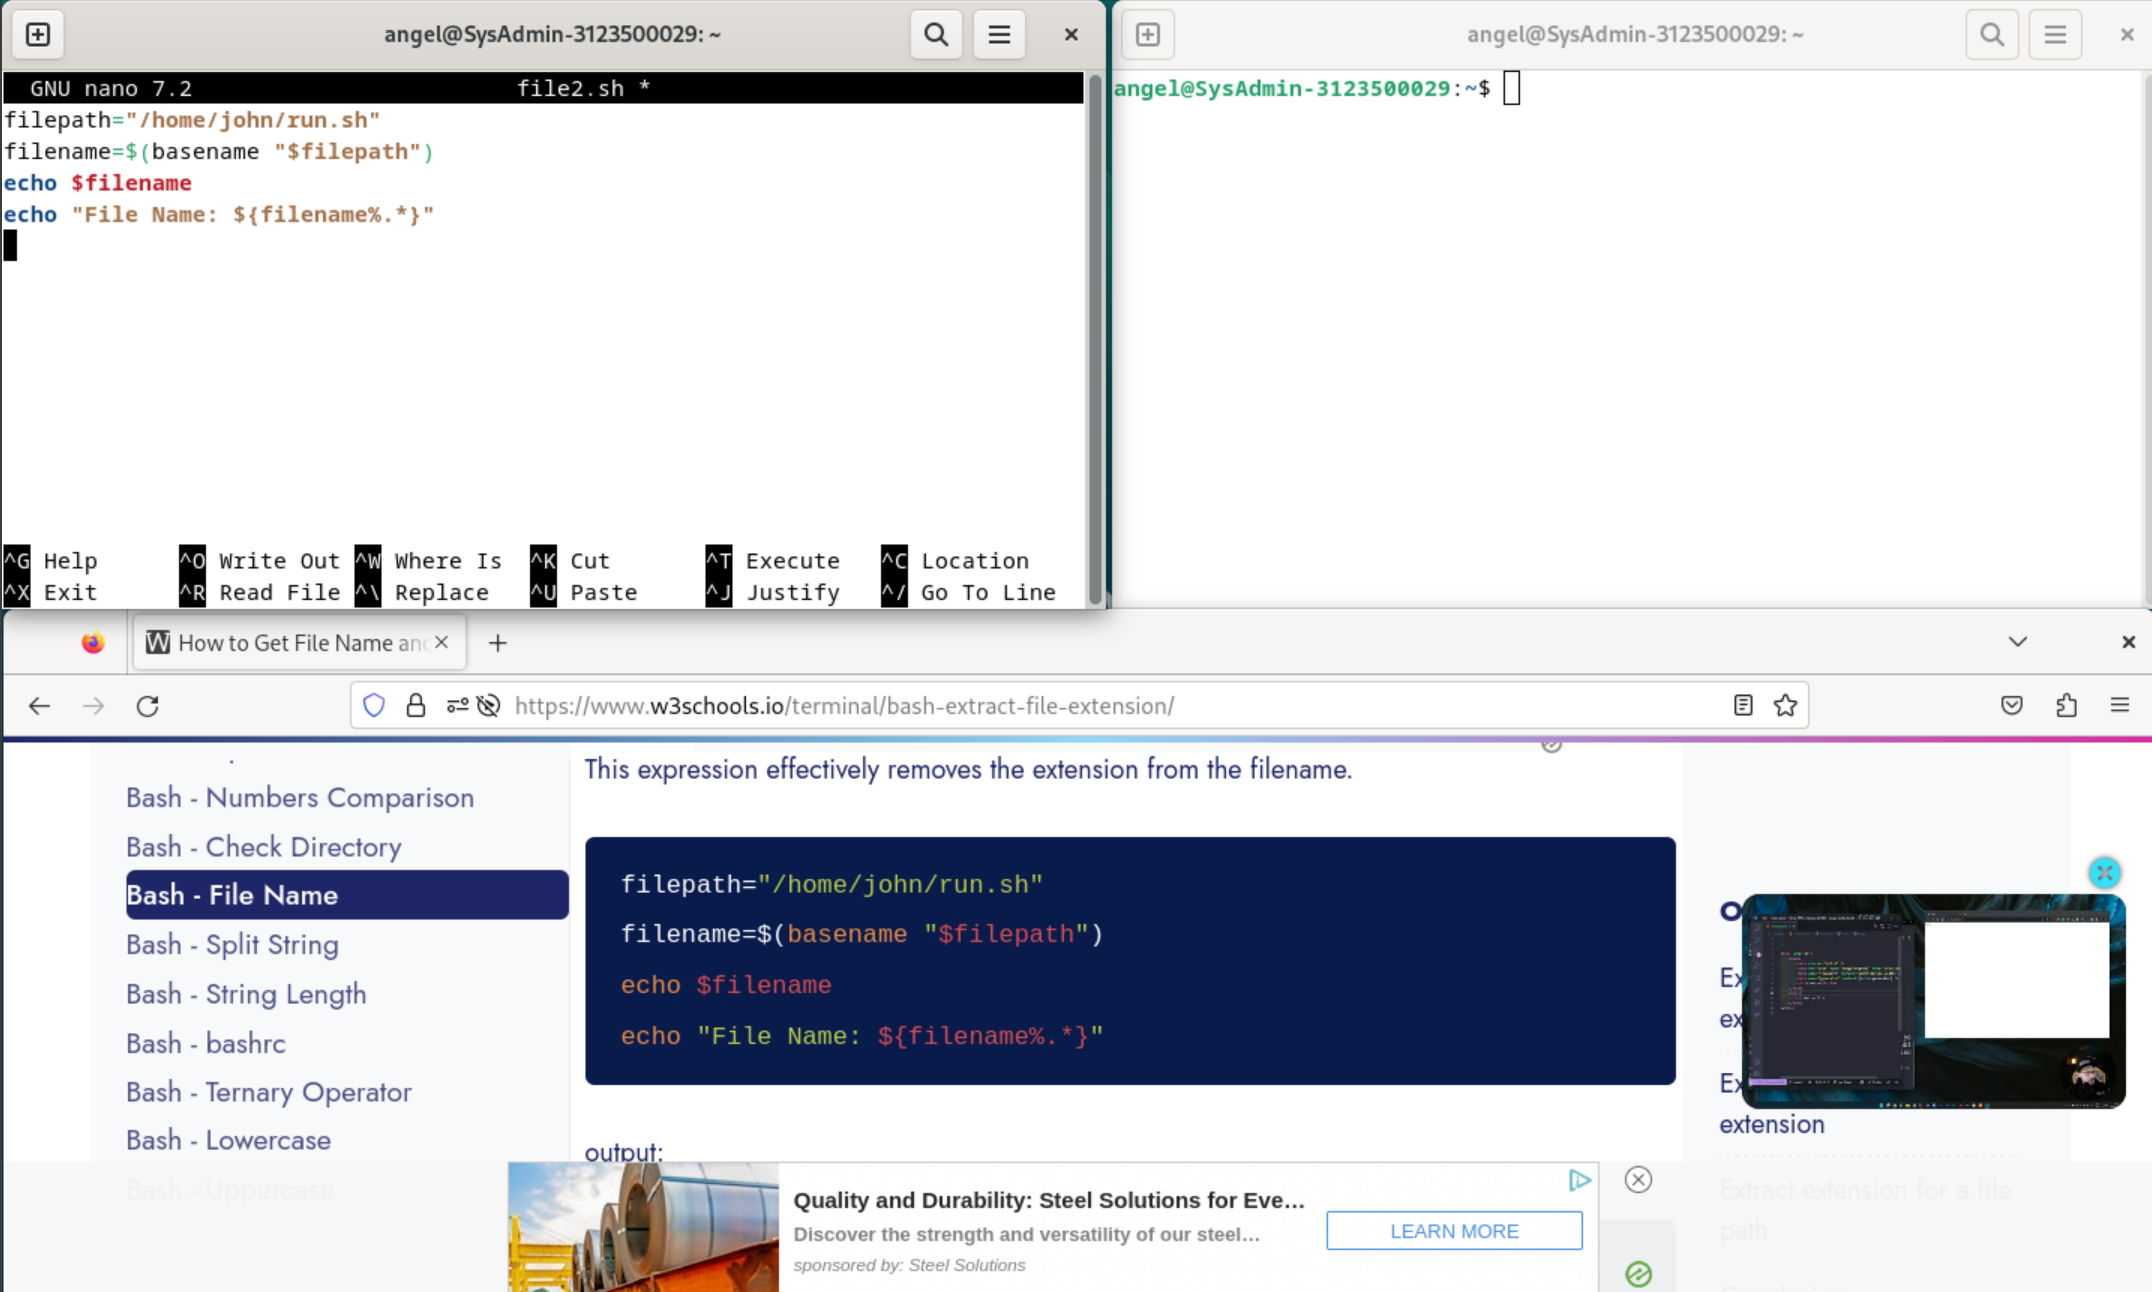 angel@SysAdmin-3123500029: ~
GNU nano 7.2 file2.sh *
filepath="/home/john/run.sh"
filename=$(basename "$filepath")
echo $filename
echo "File Name: ${filename%.*}"
^G Help ^O Write Out ^W Where Is ^K Cut ^T Execute ^C Location
^X Exit ^R Read File ^\ Replace ^U Paste ^J Justify ^/ Go To Line
angel@SysAdmin-3123500029: ~
angel@SysAdmin-3123500029:~$
W How to Get File Name and
https://www.w3schools.io/terminal/bash-extract-file-extension/
Bash - Numbers Comparison
Bash - Check Directory
Bash - File Name
Bash - Split String
Bash - String Length
Bash - bashrc
Bash - Ternary Operator
Bash - Lowercase
Bash - Uppercase
This expression effectively removes the extension from the filename.
filepath="/home/john/run.sh"
filename=$(basename "$filepath")
echo $filename
echo "File Name: ${filename%.*}"
output:
extension
Extract extension for a file
path
Quality and Durability: Steel Solutions for Eve...
Discover the strength and versatility of our steel...
sponsored by: Steel Solutions
LEARN MORE